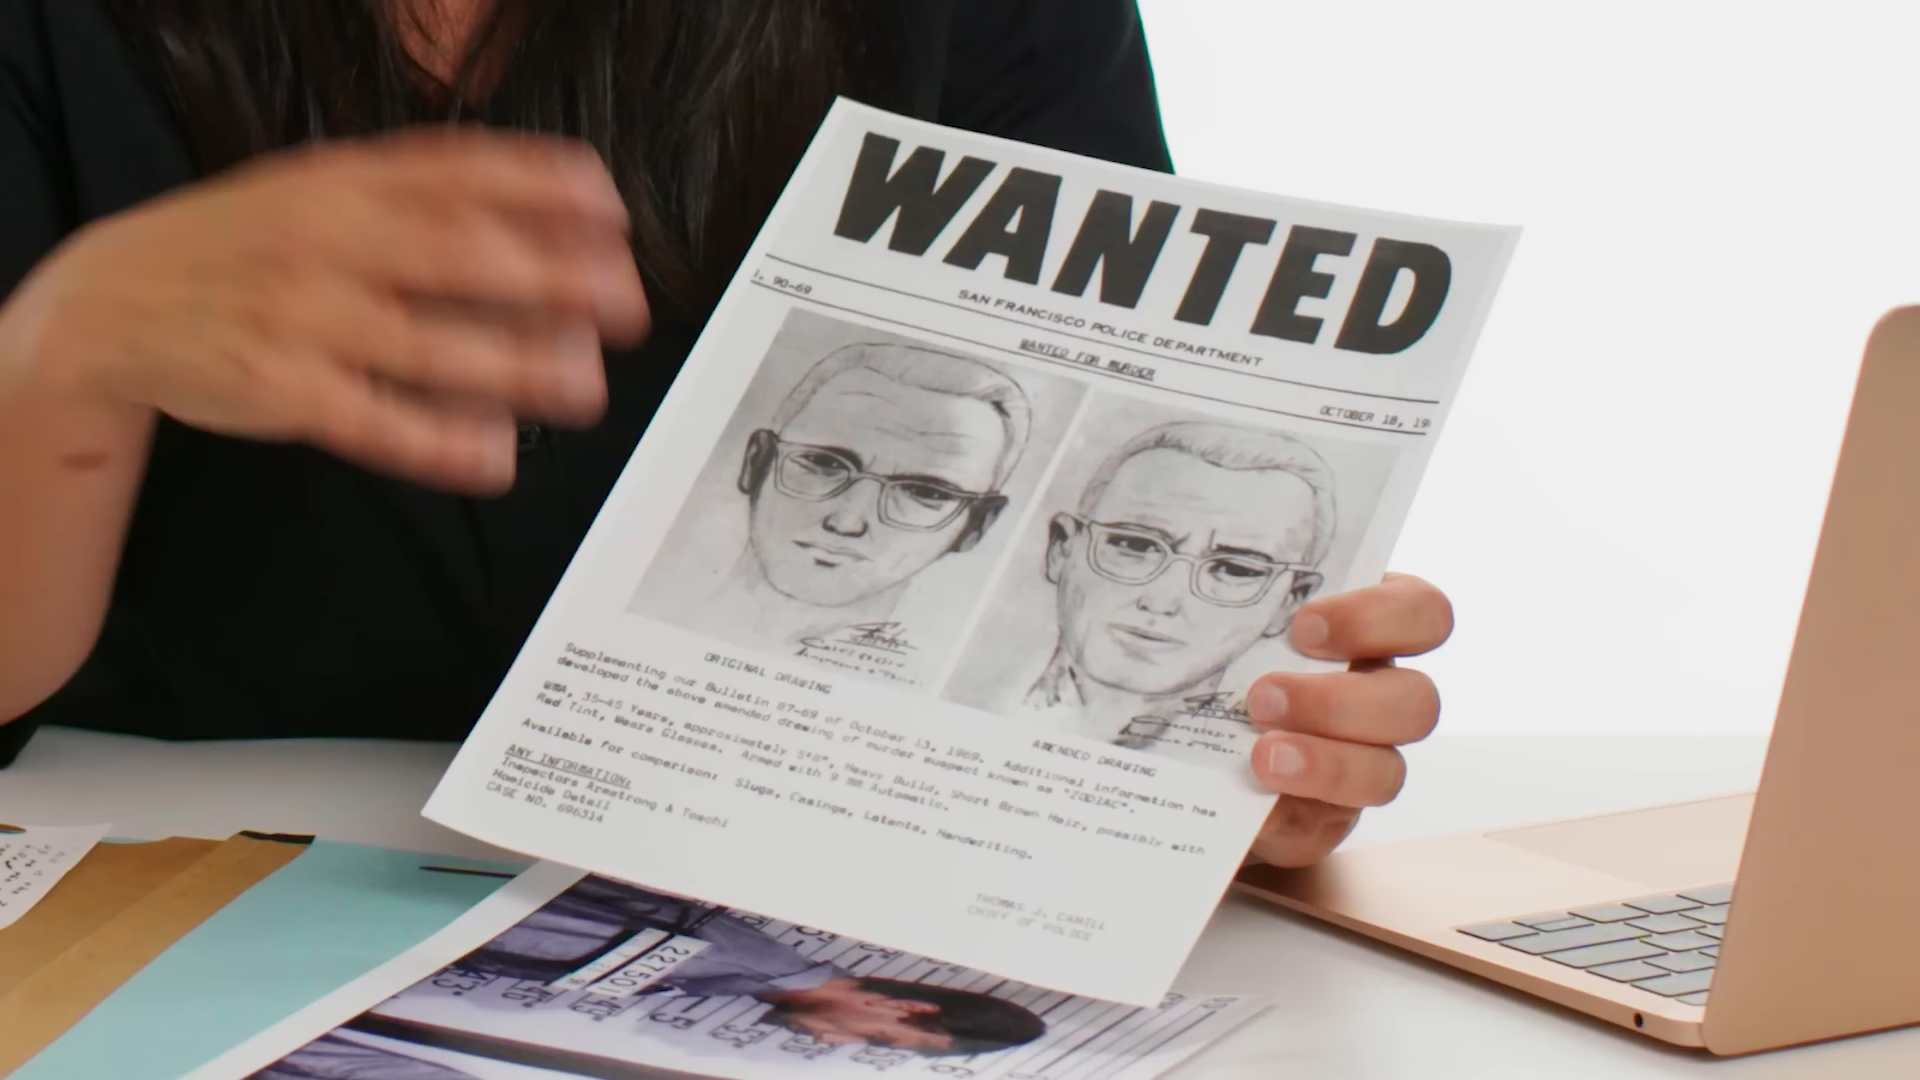 WANTED
SAN FRANCISCO POLICE DEPARTMENT
90-69
WANTED FOR MURDER
OCTOBER 18, 19
ORIGINAL DRAWING
AMENDED DRAWING
Supplementing our Bulletin 87-69 of October 13, 1969. Additional information has
developed the above amended drawing of murder suspect known as "ZODIAC".
WMA, 35-45 Years, approximately 5'8", Heavy Build, Short Brown Hair, possibly with
Red Tint, Wears Glasses. Armed with 9 MM Automatic.
Available for comparison: Slugs, Casings, Latents, Handwriting.
ANY INFORMATION:
Inspectors Armstrong & Toschi
Homicide Detail
CASE NO. 696314
THOMAS J. CAHILL
CHIEF OF POLICE
227501